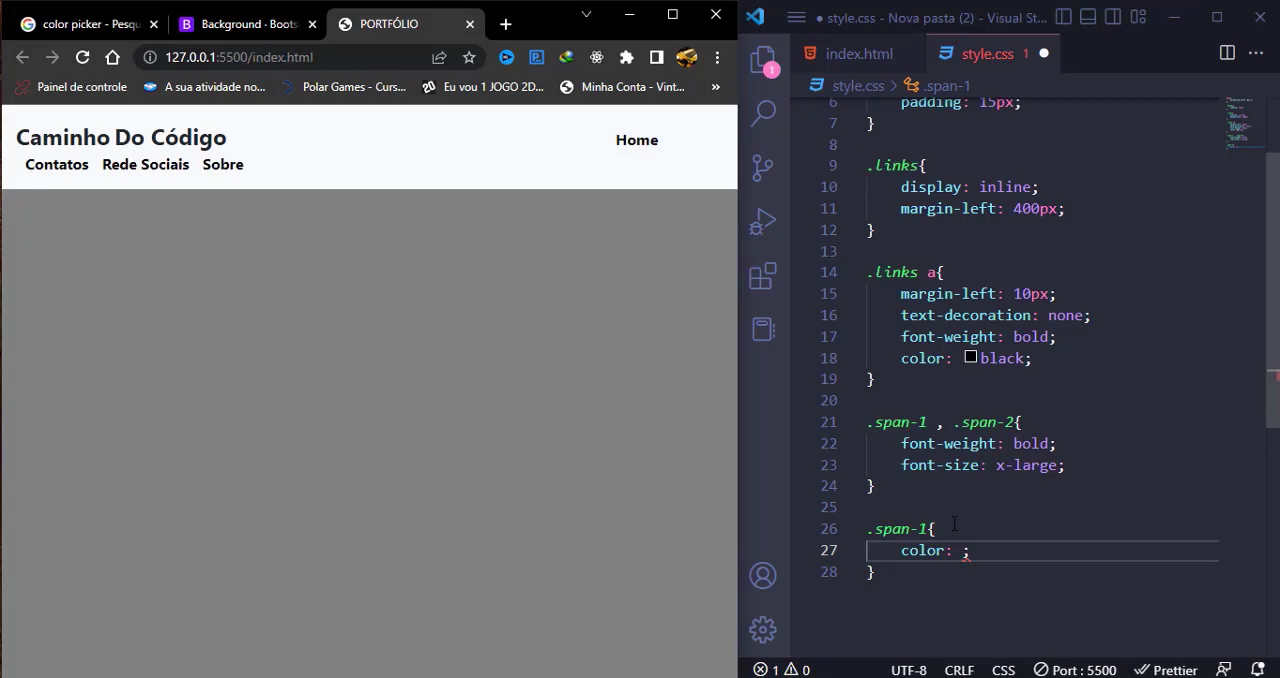 color picker - Pesqu
Background · Boots
PORTFÓLIO
127.0.0.1:5500/index.html
Painel de controle
A sua atividade no...
Polar Games - Curs...
20 Eu vou 1 JOGO 2D...
Minha Conta - Vint...
»
Caminho Do Código
Home
Contatos Rede Sociais Sobre
style.css - Nova pasta (2) - Visual St...
index.html
style.css 1
style.css > .span-1
1
6 padding: 15px;
7 }
8
9 .links{
10 display: inline;
11 margin-left: 400px;
12 }
13
14 .links a{
15 margin-left: 10px;
16 text-decoration: none;
17 font-weight: bold;
18 color: black;
19 }
20
21 .span-1 , .span-2{
22 font-weight: bold;
23 font-size: x-large;
24 }
25
26 .span-1{
27 color: ;
28 }
1 0 UTF-8 CRLF CSS Port : 5500 Prettier